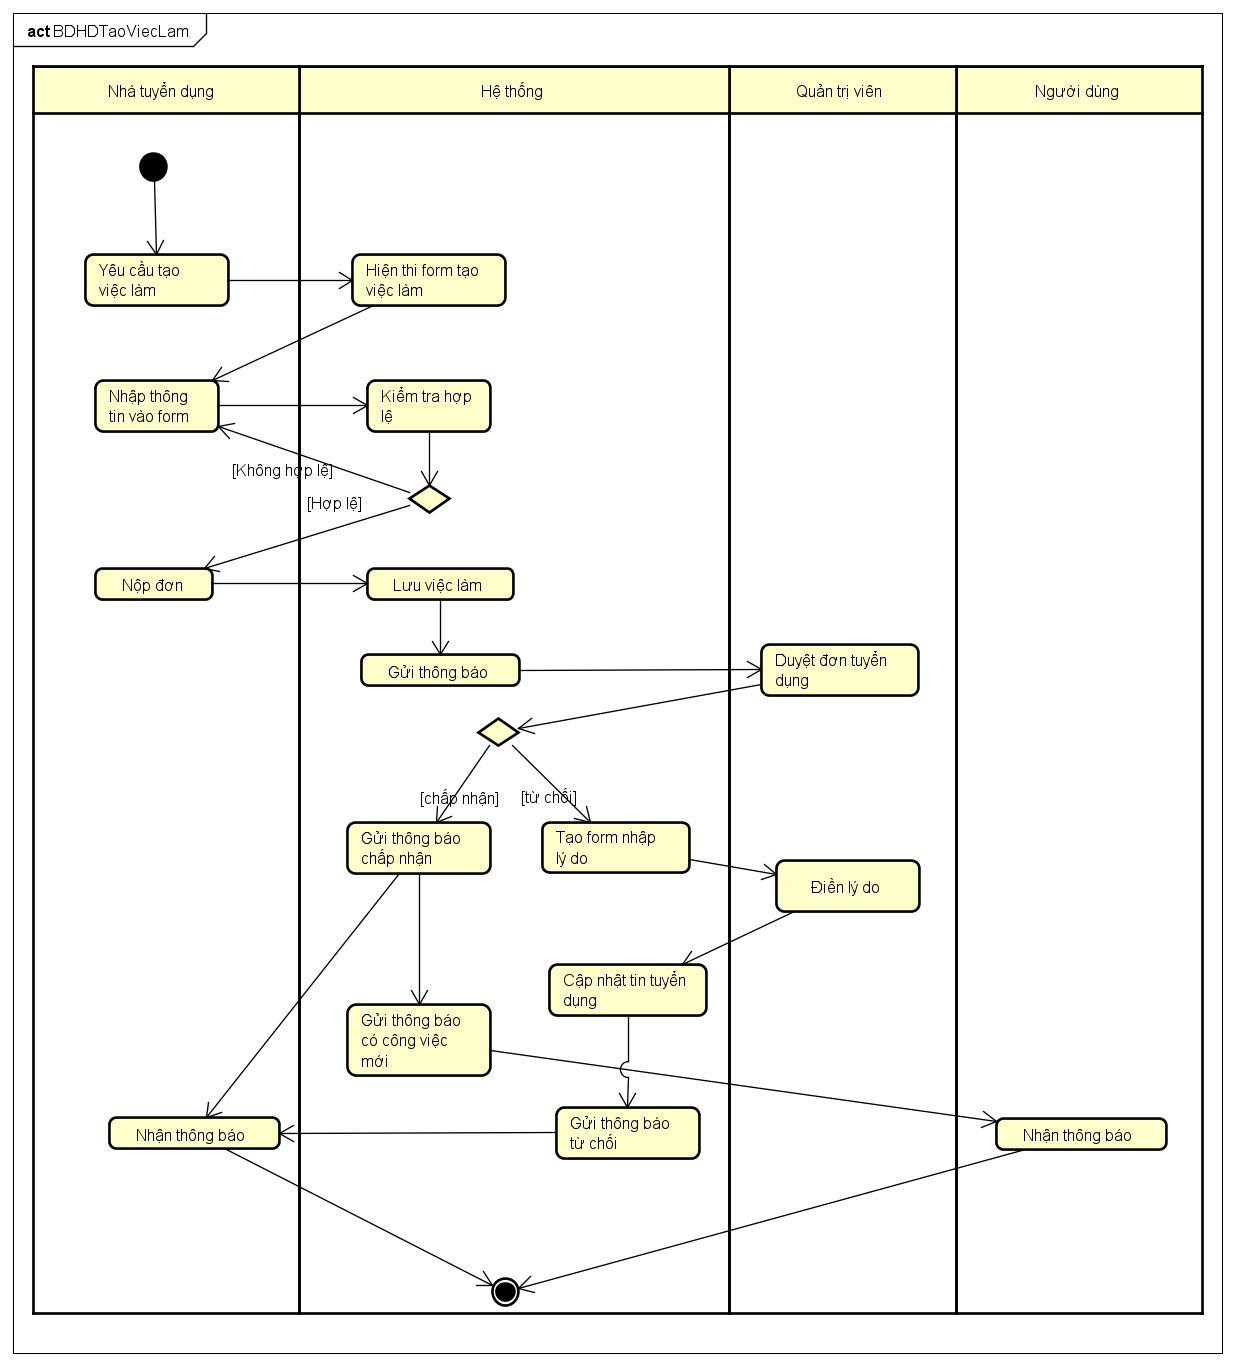 act BDHDTaoViecLam
Nhà tuyển dụng
Hệ thống
Quản trị viên
Người dùng
Yêu cầu tạo
việc làm
Hiện thi form tạo
việc làm
Nhập thông
tin vào form
Kiểm tra hợp
lệ
[Không hợp lệ]
[Hợp lệ]
Nộp đơn
Lưu việc làm
Gửi thông báo
Duyệt đơn tuyển
dụng
[chấp nhận]
[từ chối]
Gửi thông báo
chấp nhận
Tạo form nhập
lý do
Điền lý do
Cập nhật tin tuyển
dụng
Gửi thông báo
có công việc
mới
Gửi thông báo
từ chối
Nhận thông báo
Nhận thông báo